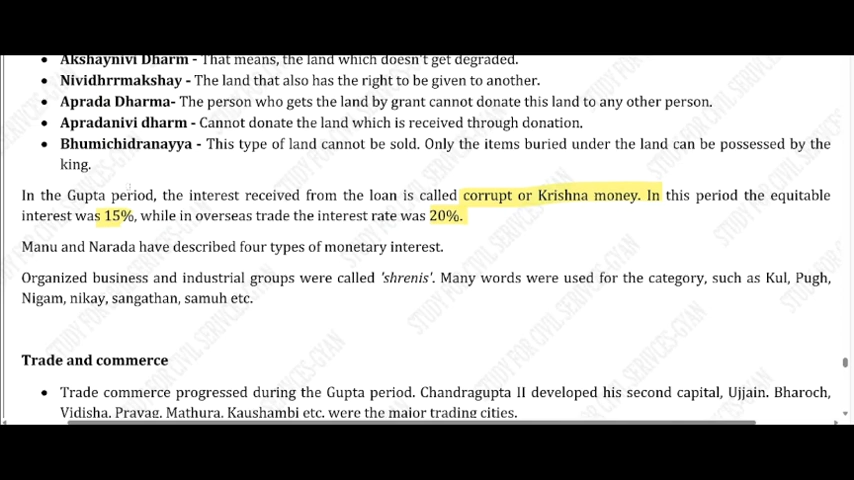 • Akshaynivi Dharm - That means, the land which doesn't get degraded.
• Nividhrrmakshay - The land that also has the right to be given to another.
• Aprada Dharma- The person who gets the land by grant cannot donate this land to any other person.
• Apradanivi dharm - Cannot donate the land which is received through donation.
• Bhumichidranayya - This type of land cannot be sold. Only the items buried under the land can be possessed by the
king.
In the Gupta period, the interest received from the loan is called corrupt or Krishna money. In this period the equitable
interest was 15%, while in overseas trade the interest rate was 20%.
Manu and Narada have described four types of monetary interest.
Organized business and industrial groups were called 'shrenis'. Many words were used for the category, such as Kul, Pugh,
Nigam, nikay, sangathan, samuh etc.
Trade and commerce
• Trade commerce progressed during the Gupta period. Chandragupta II developed his second capital, Ujjain. Bharoch,
Vidisha, Prayag, Mathura, Kaushambi etc. were the major trading cities.
STUDY FOR CIVIL SERIVCES-GYAN